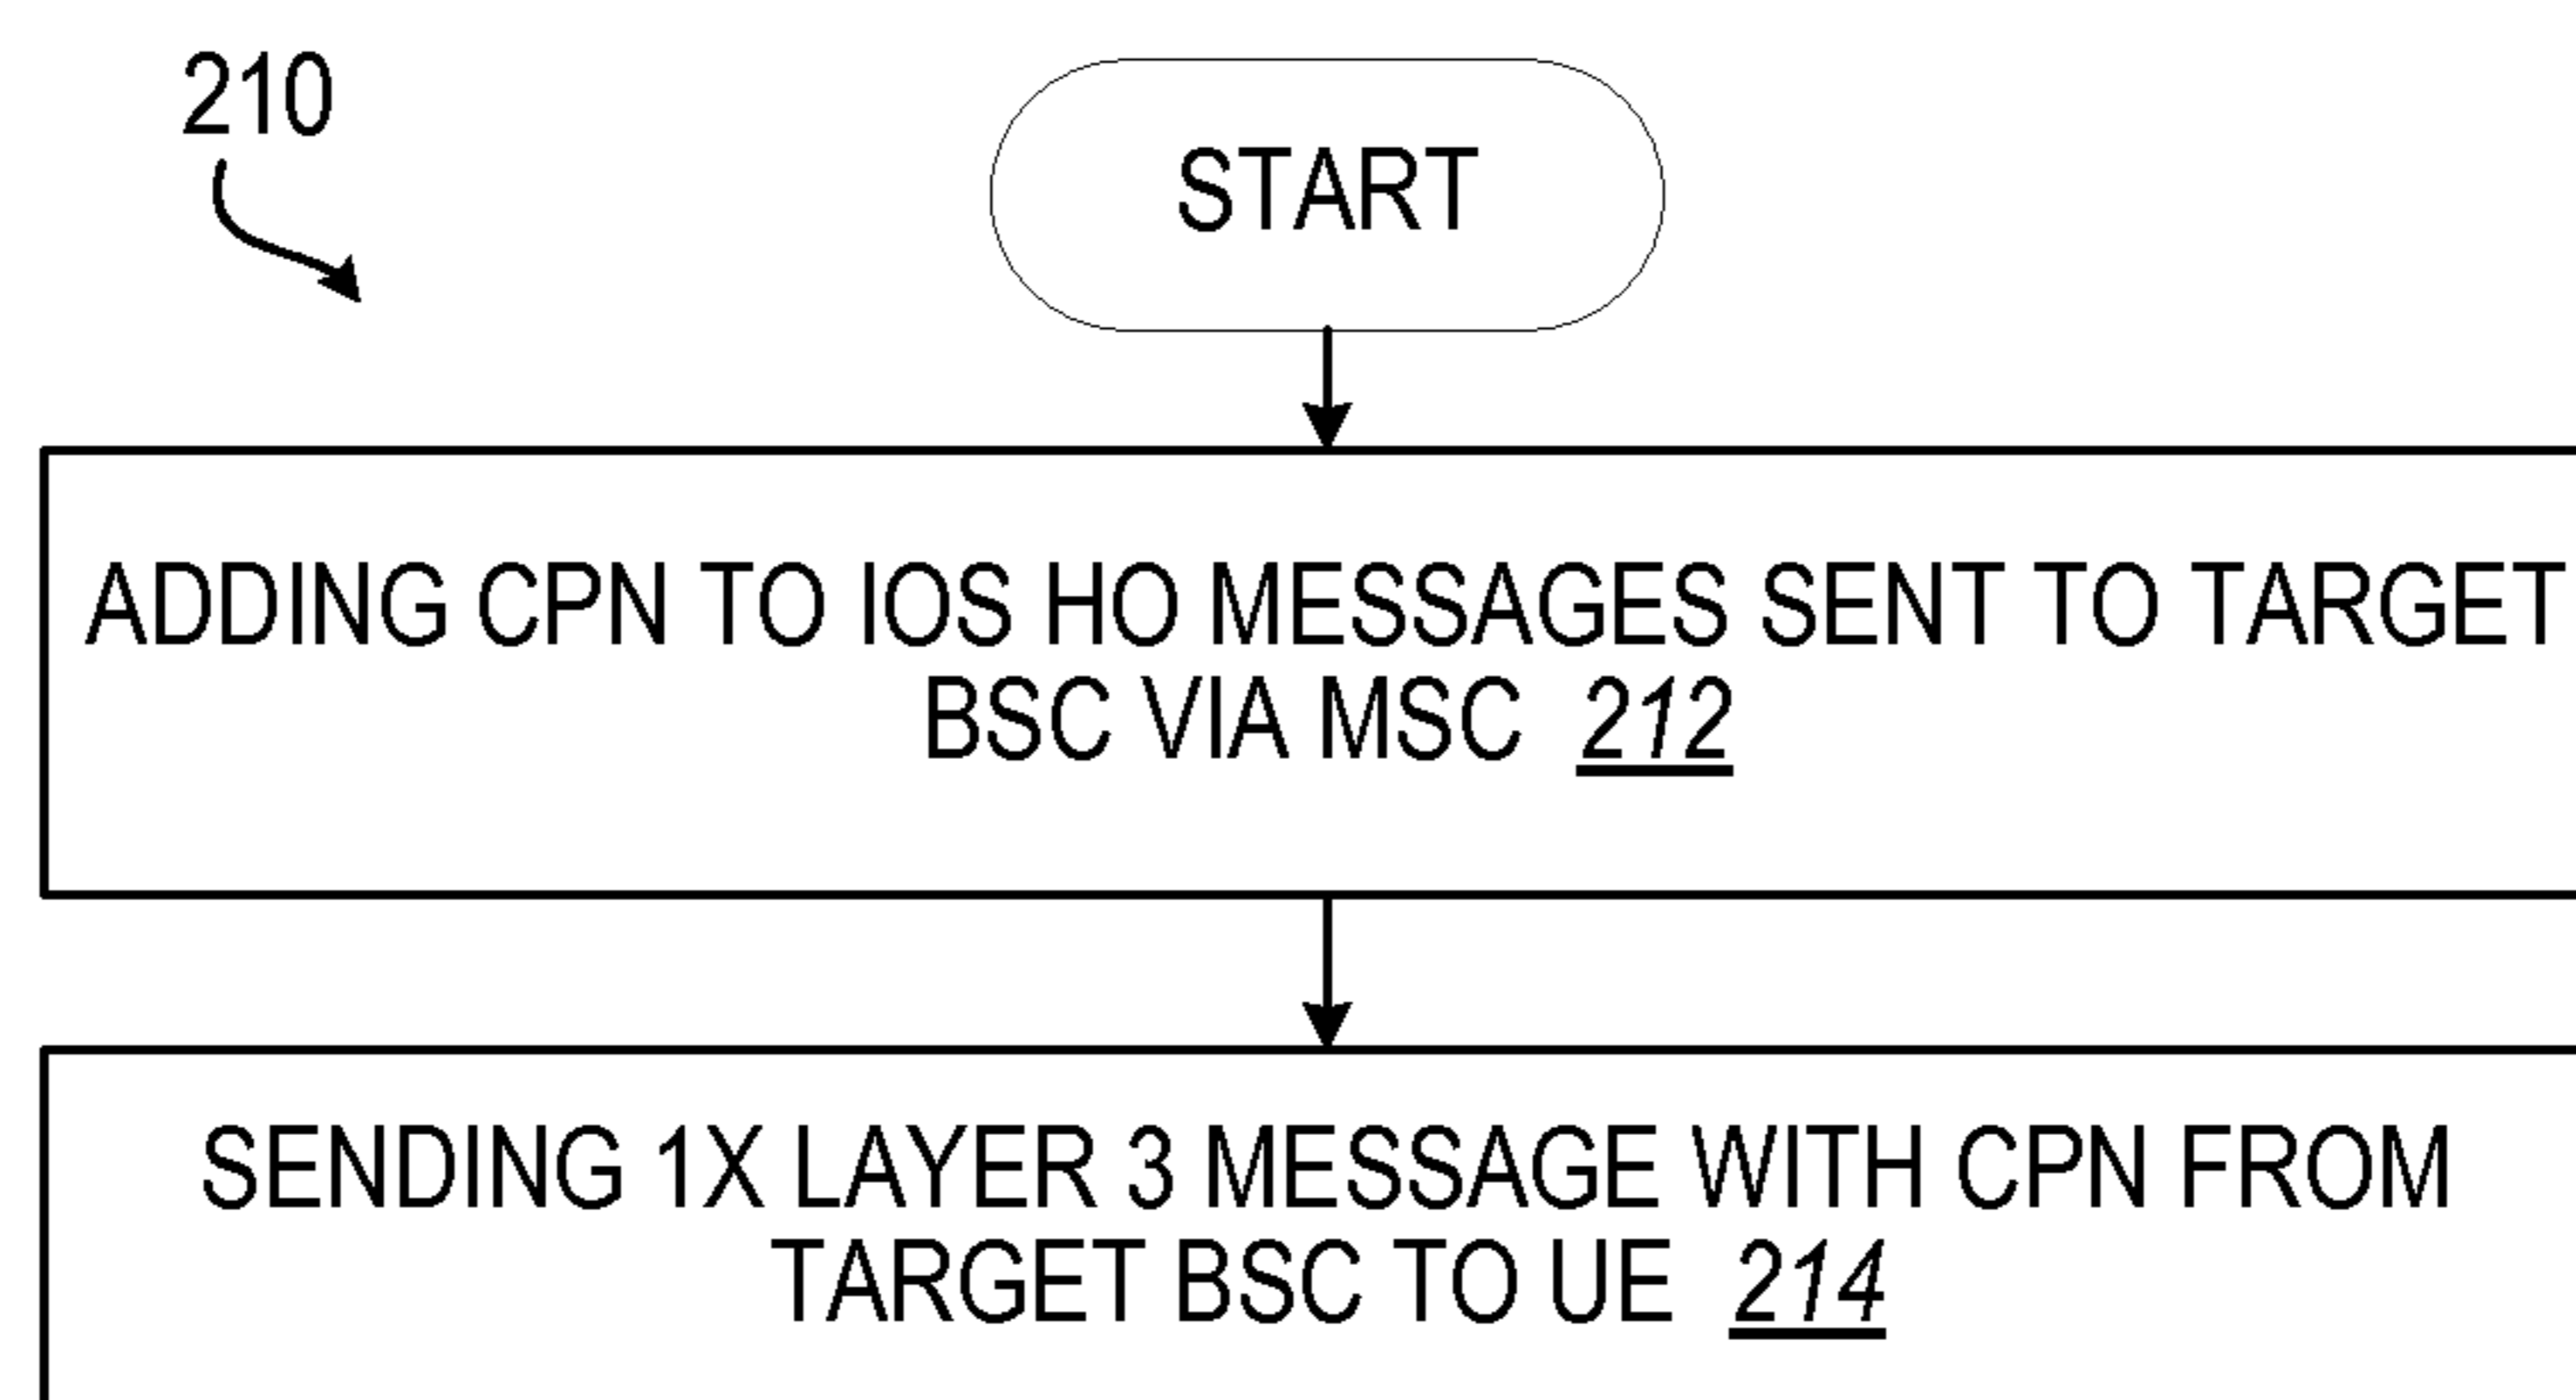 210
START
ADDING CPN TO IOS HO MESSAGES SENT TO TARGET
BSC VIA MSC 212
SENDING 1X LAYER 3 MESSAGE WITH CPN FROM
TARGET BSC TO UE 214